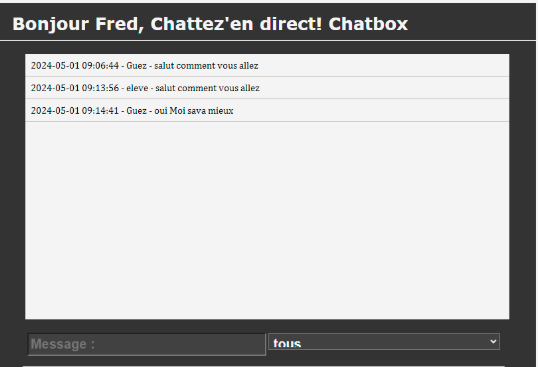 Bonjour Fred, Chattez'en direct! Chatbox
2024-05-01 09:06:44 - Guez - salut comment vous allez
2024-05-01 09:13:56 - eleve - salut comment vous allez
2024-05-01 09:14:41 - Guez - oui Moi sava mieux
Message : tous